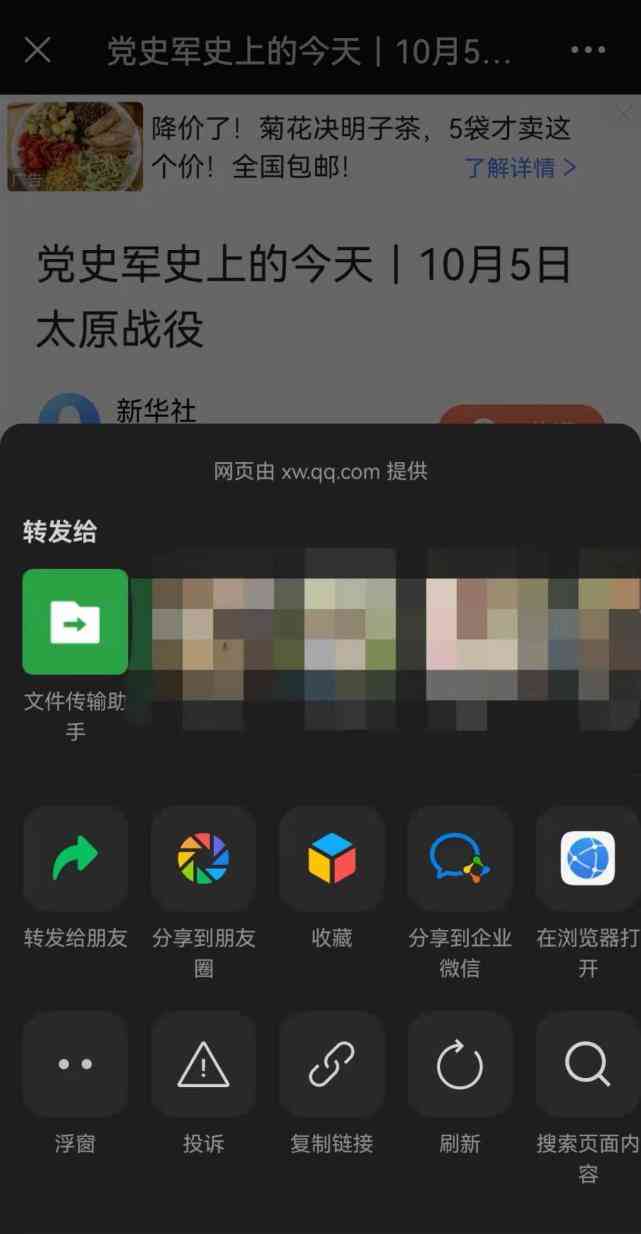 党史军史上的今天｜10月5...
降价了！菊花决明子茶，5袋才卖这
个价！全国包邮！
了解详情
广告
党史军史上的今天｜10月5日
太原战役
新华社
网页由 xw.qq.com 提供
转发给
文件传输助
手
转发给朋友
分享到朋友
圈
收藏
分享到企业
微信
在浏览器打
开
浮窗
投诉
复制链接
刷新
搜索页面内
容